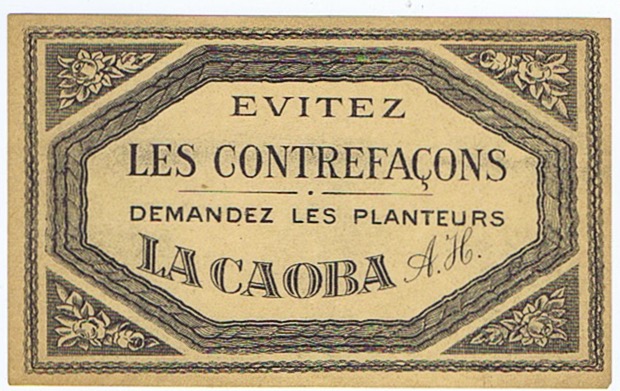 EVITEZ
LES CONTREFAÇONS
DEMANDEZ LES PLANTEURS
LA CAOBA A.H.